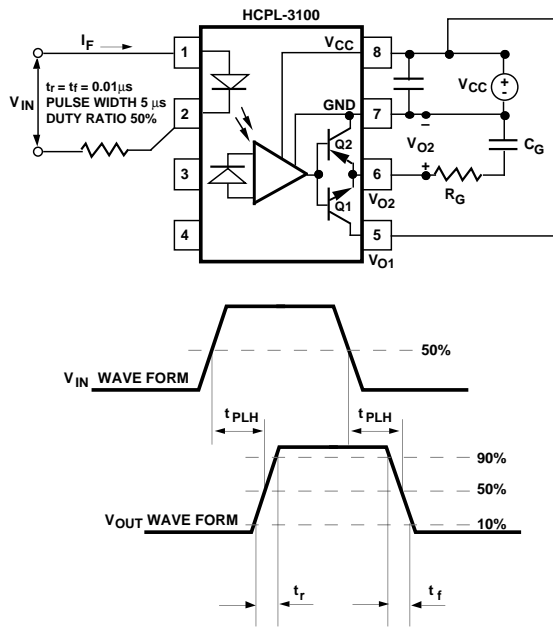 HCPL-3100
I_F
1
V_CC
8
V_IN
t_r = t_f = 0.01μs
PULSE WIDTH 5 μs
DUTY RATIO 50%
V_CC
+
-
2
GND
7
–
V_O2
C_G
Q2
3
6
+
V_O2
R_G
Q1
4
5
V_O1
50%
V_IN WAVE FORM
t_PLH
t_PLH
90%
50%
V_OUT WAVE FORM
10%
t_r
t_f